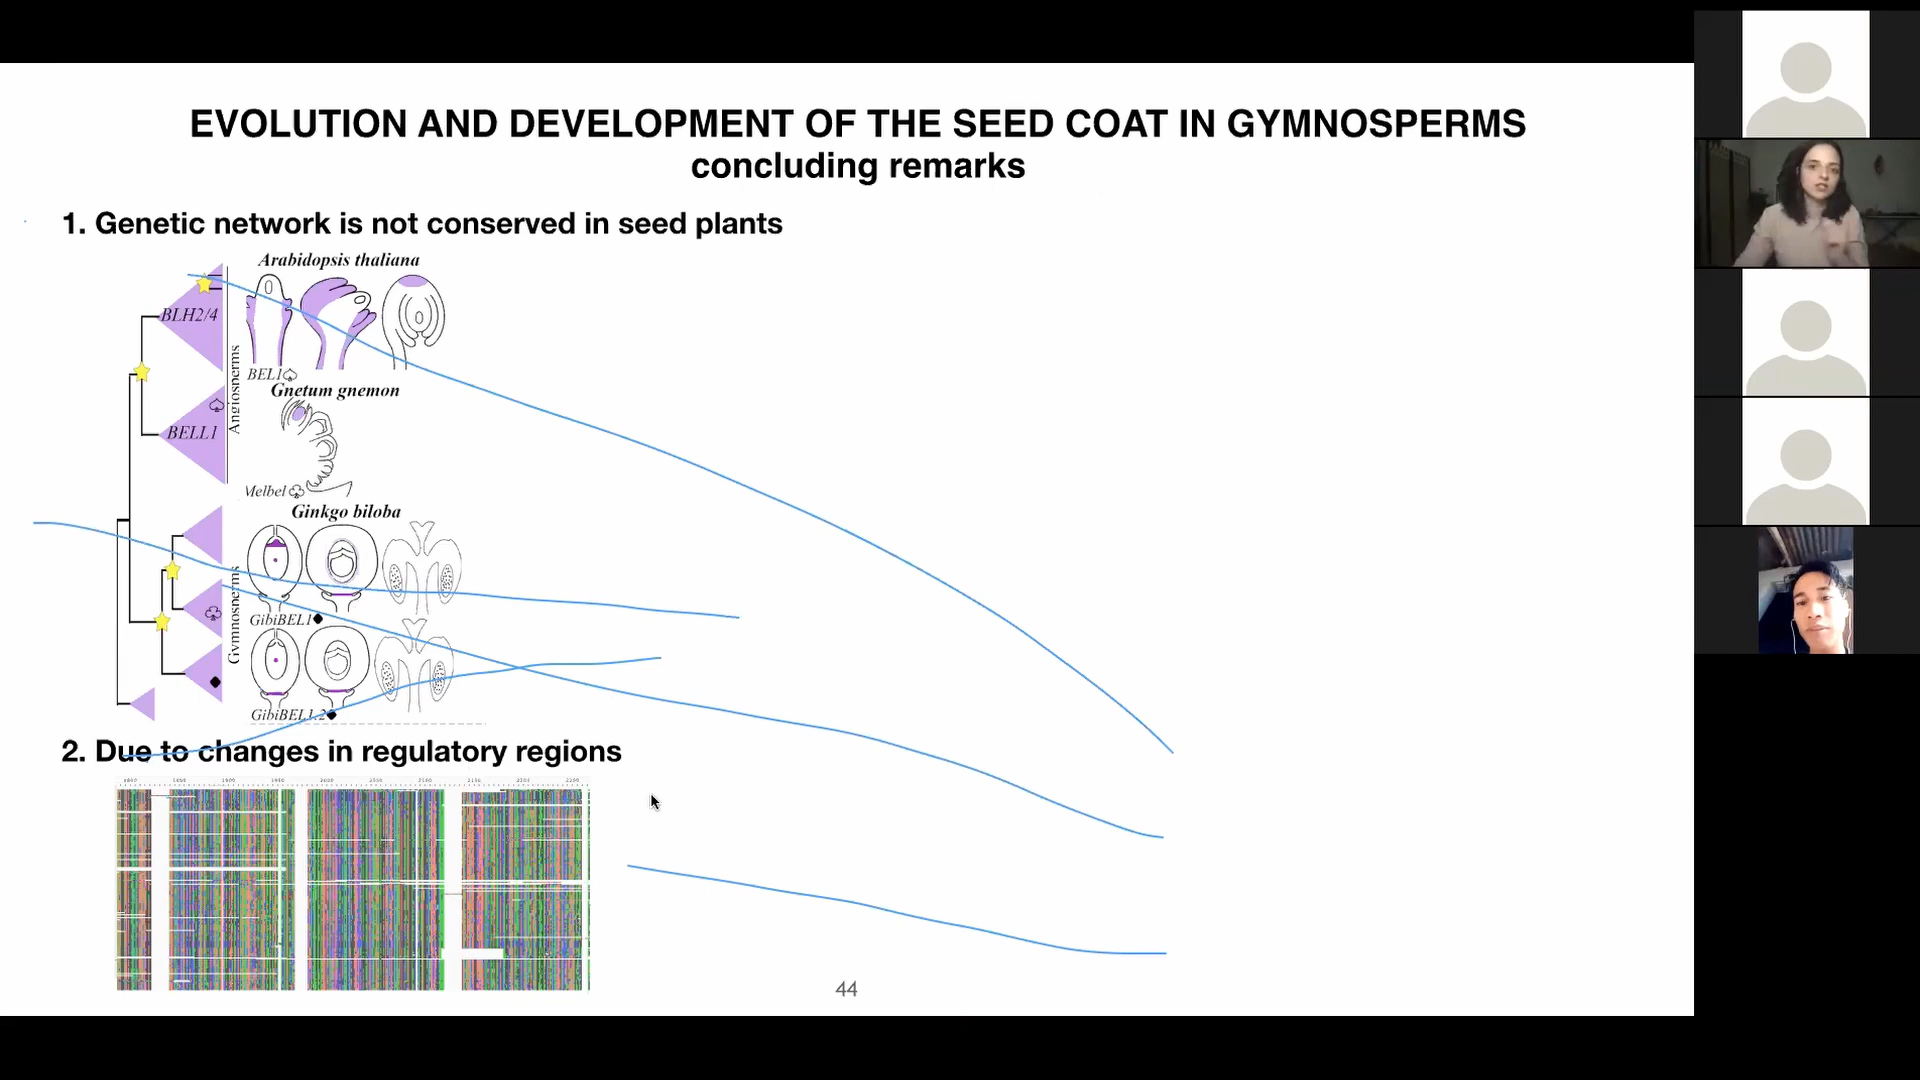 EVOLUTION AND DEVELOPMENT OF THE SEED COAT IN GYMNOSPERMS
concluding remarks
1. Genetic network is not conserved in seed plants
Arabidopsis thaliana
BLH2/4
BEL1
Angiosperms
Gnetum gnemon
BELL1
Melbel
Ginkgo biloba
Gymnosperms
GibiBEL1
GibiBEL1:2
2. Due to changes in regulatory regions
44